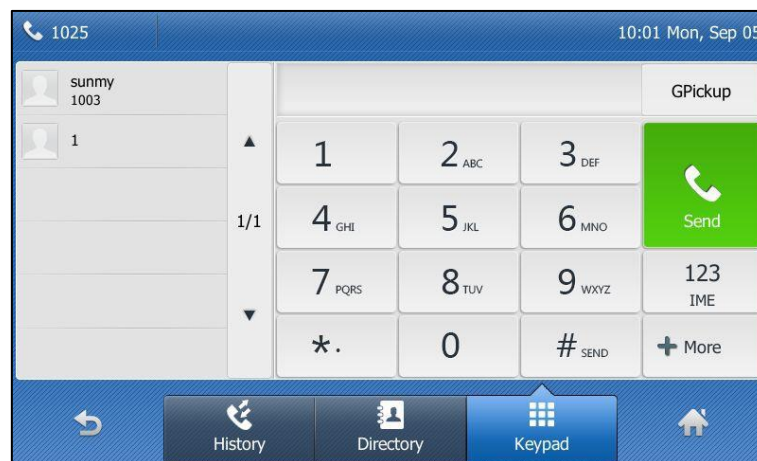 1025
10:01 Mon, Sep 05
sunmy
1003
1
1/1
GPickup
1
2 ABC
3 DEF
Send
4 GHI
5 JKL
6 MNO
7 PQRS
8 TUV
9 WXYZ
123
IME
*.
0
# SEND
More
History
Directory
Keypad